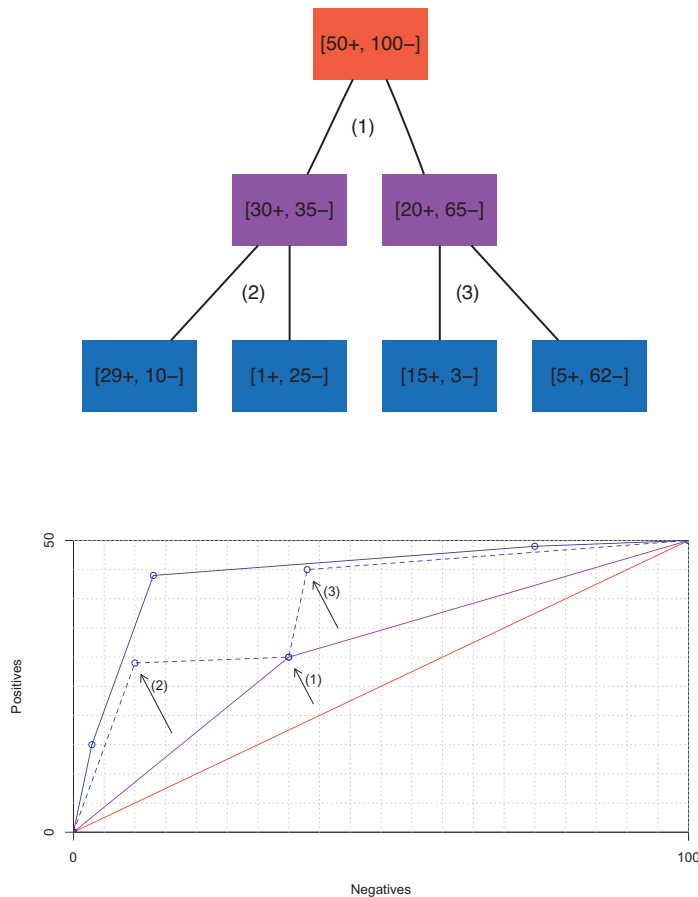 [50+, 100−]
(1)
[30+, 35−] [20+, 65−]
(2) (3)
[29+, 10−] [1+, 25−] [15+, 3−] [5+, 62−]
50
(3)
(2) (1)
Positives
0
0 100
Negatives